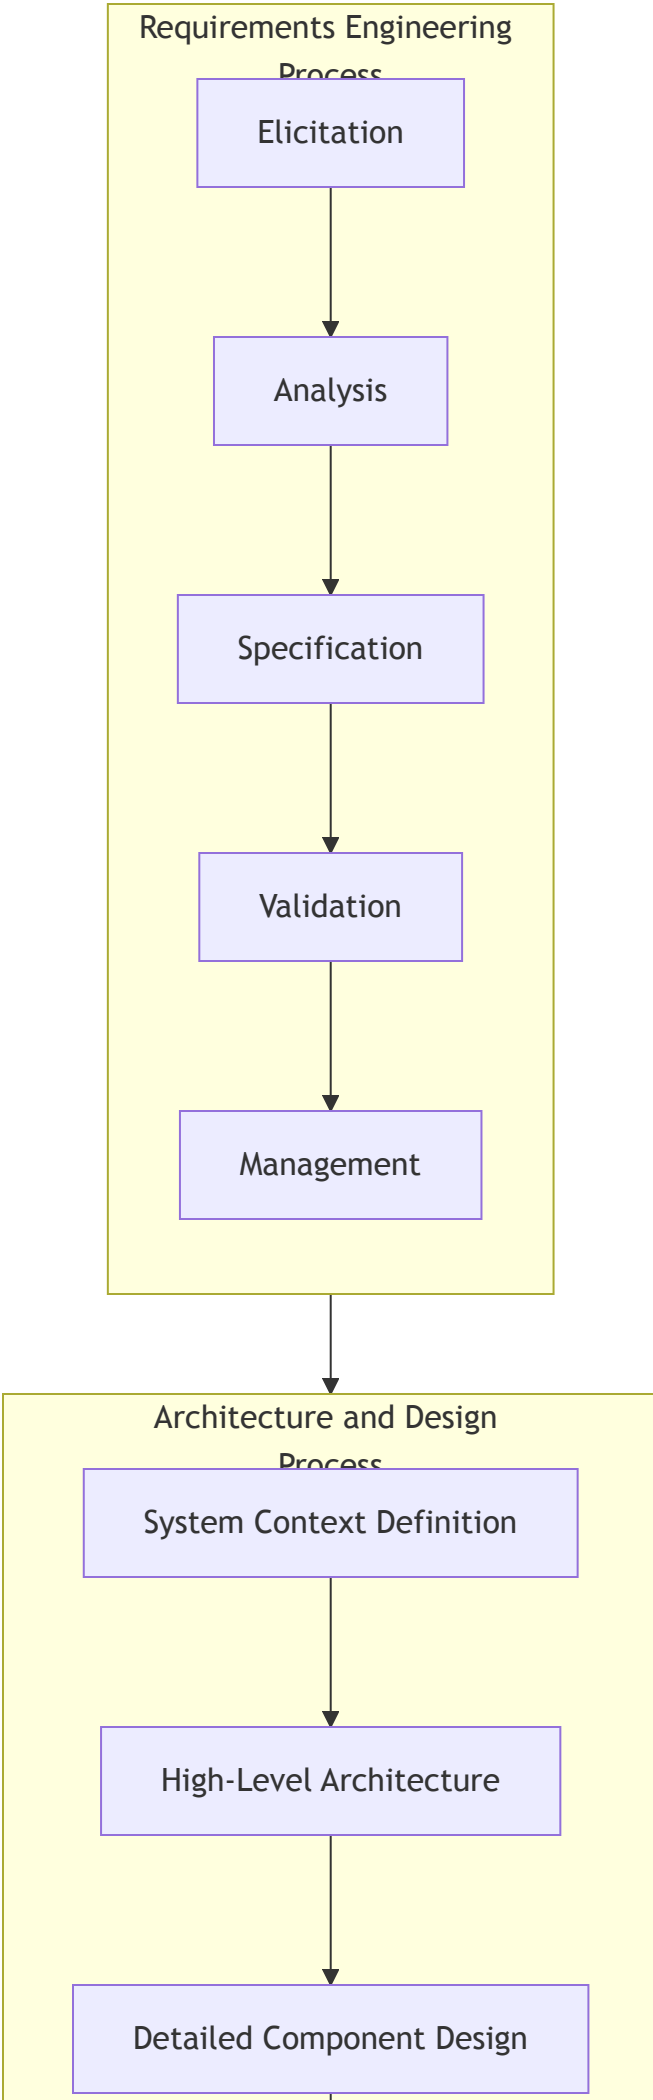 Requirements Engineering
Process
Elicitation
Analysis
Specification
Validation
Management
Architecture and Design
Process
System Context Definition
High-Level Architecture
Detailed Component Design